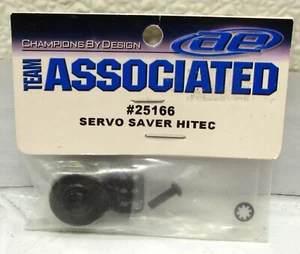 CHAMPIONS BY DESIGN
ae
TEAM
ASSOCIATED
#25166
SERVO SAVER HITEC